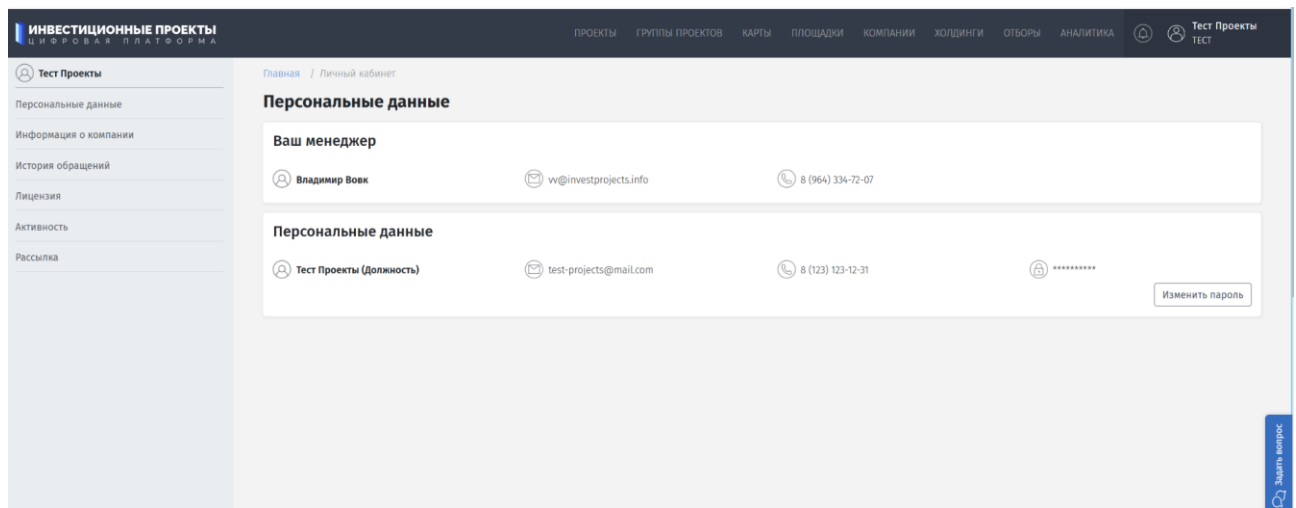 ИНВЕСТИЦИОННЫЕ ПРОЕКТЫ
ЦИФРОВАЯ ПЛАТФОРМА
ПРОЕКТЫ ГРУППЫ ПРОЕКТОВ КАРТЫ ПЛОЩАДКИ КОМПАНИИ ХОЛДИНГИ ОТБОРЫ АНАЛИТИКА
Тест Проекты
ТЕСТ
Тест Проекты
Персональные данные
Информация о компании
История обращений
Лицензия
Активность
Рассылка
Главная / Личный кабинет
Персональные данные
Ваш менеджер
Владимир Вовк vv@investprojects.info 8 (964) 334-72-07
Персональные данные
Тест Проекты (Должность) test-projects@mail.com 8 (123) 123-12-31 **********
Изменить пароль
Задать вопрос